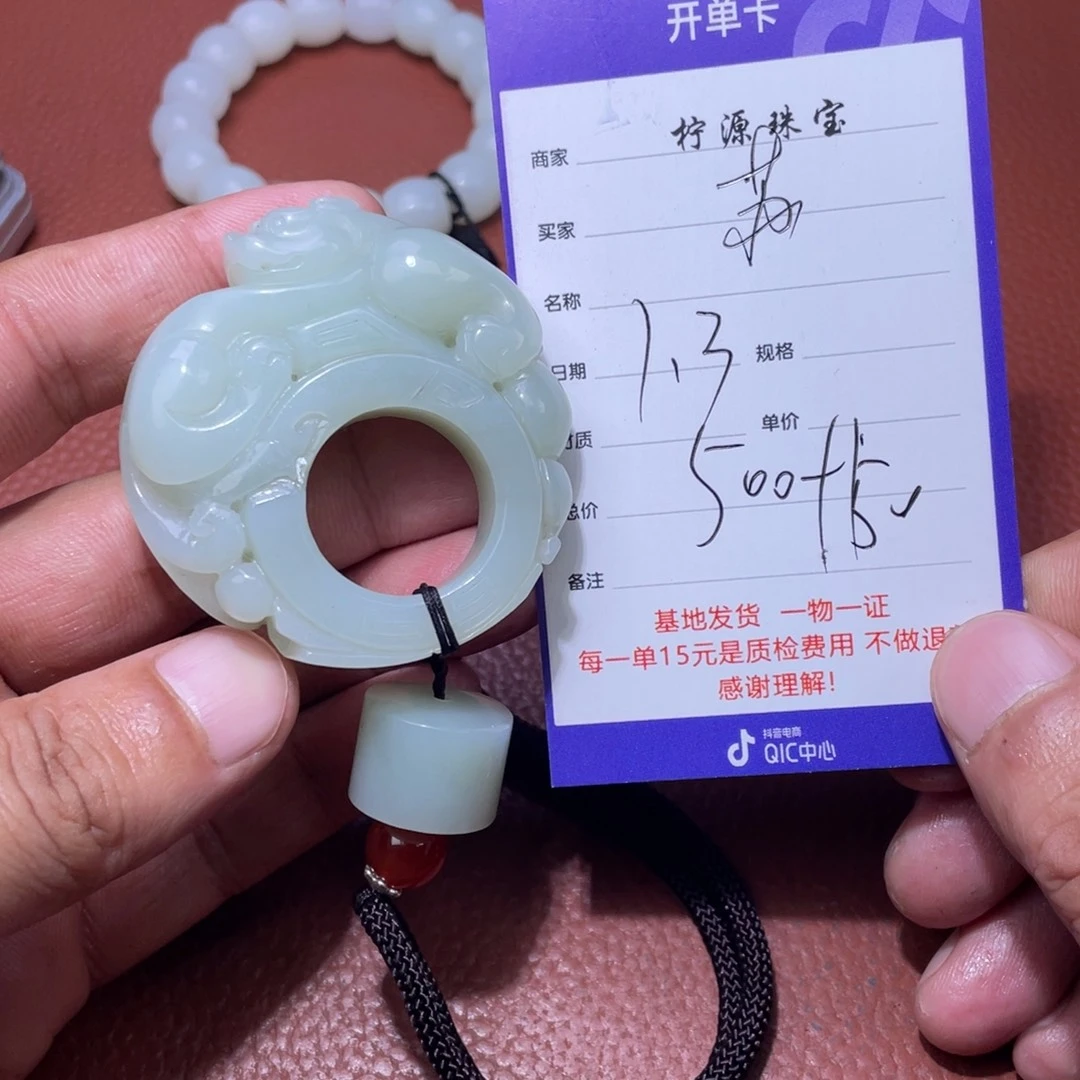 开单卡
商家 柠源珠宝
买家 苏
名称
日期 1.3 规格
材质 单价
总价 500
备注
基地发货 一物一证
每一单15元是质检费用 不做退
感谢理解！
抖音电商
QIC中心